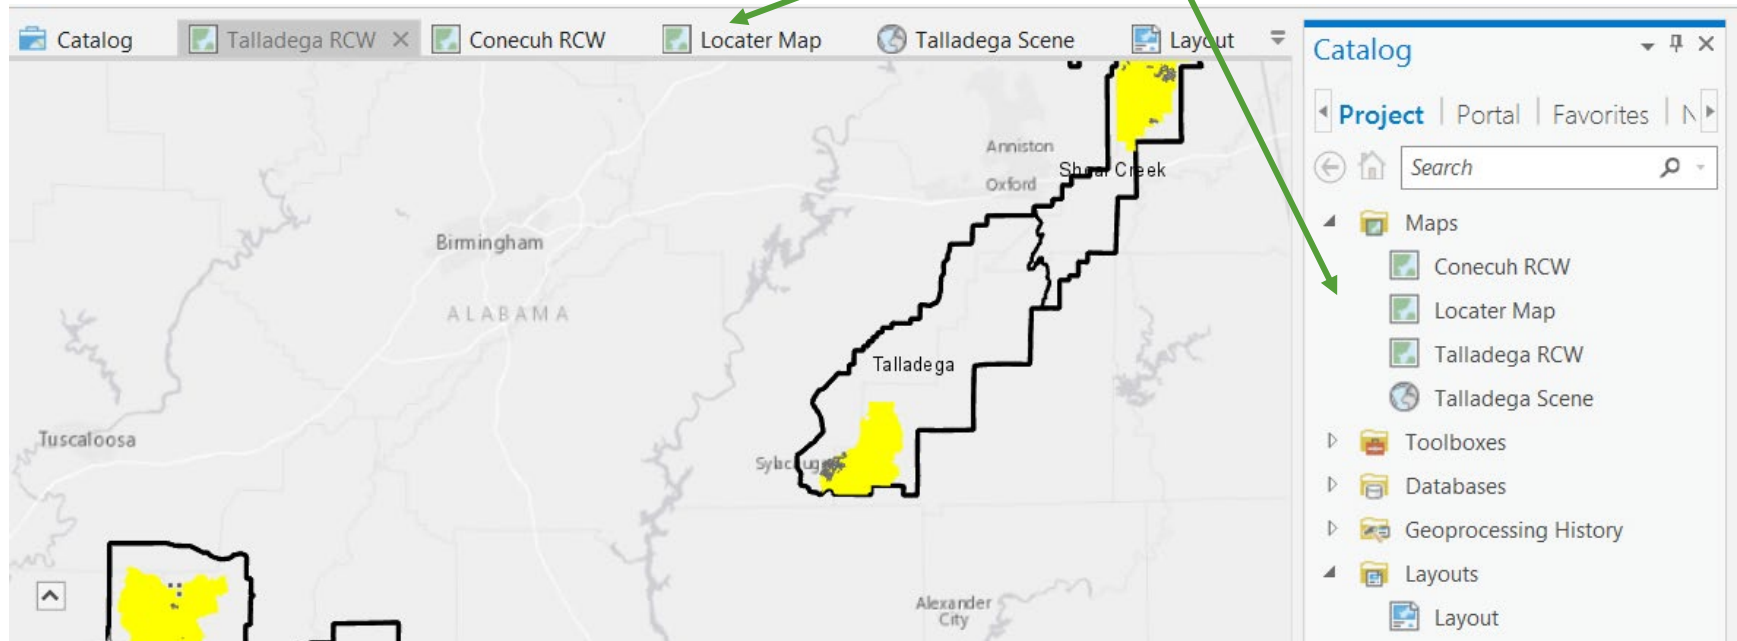 Catalog
Talladega RCW
Conecuh RCW
Locater Map
Talladega Scene
Layout
Catalog
Project
Portal
Favorites
N
Search
Anniston
Shoal Creek
Oxford
Birmingham
ALABAMA
Talladega
Tuscaloosa
Alexander
City
Maps
Conecuh RCW
Locater Map
Talladega RCW
Talladega Scene
Toolboxes
Databases
Geoprocessing History
Layouts
Layout